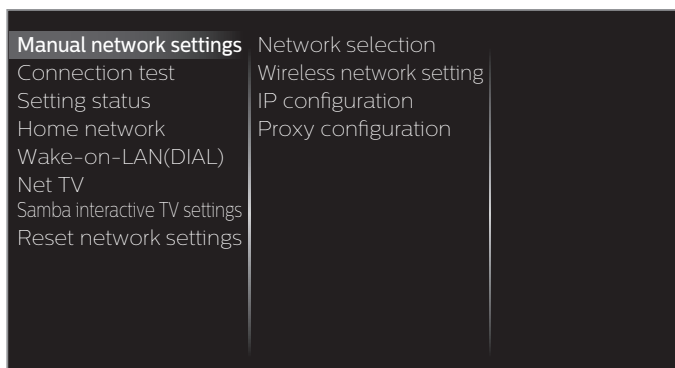 Manual network settings
Connection test
Setting status
Home network
Wake-on-LAN(DIAL)
Net TV
Samba interactive TV settings
Reset network settings
Network selection
Wireless network setting
IP configuration
Proxy configuration